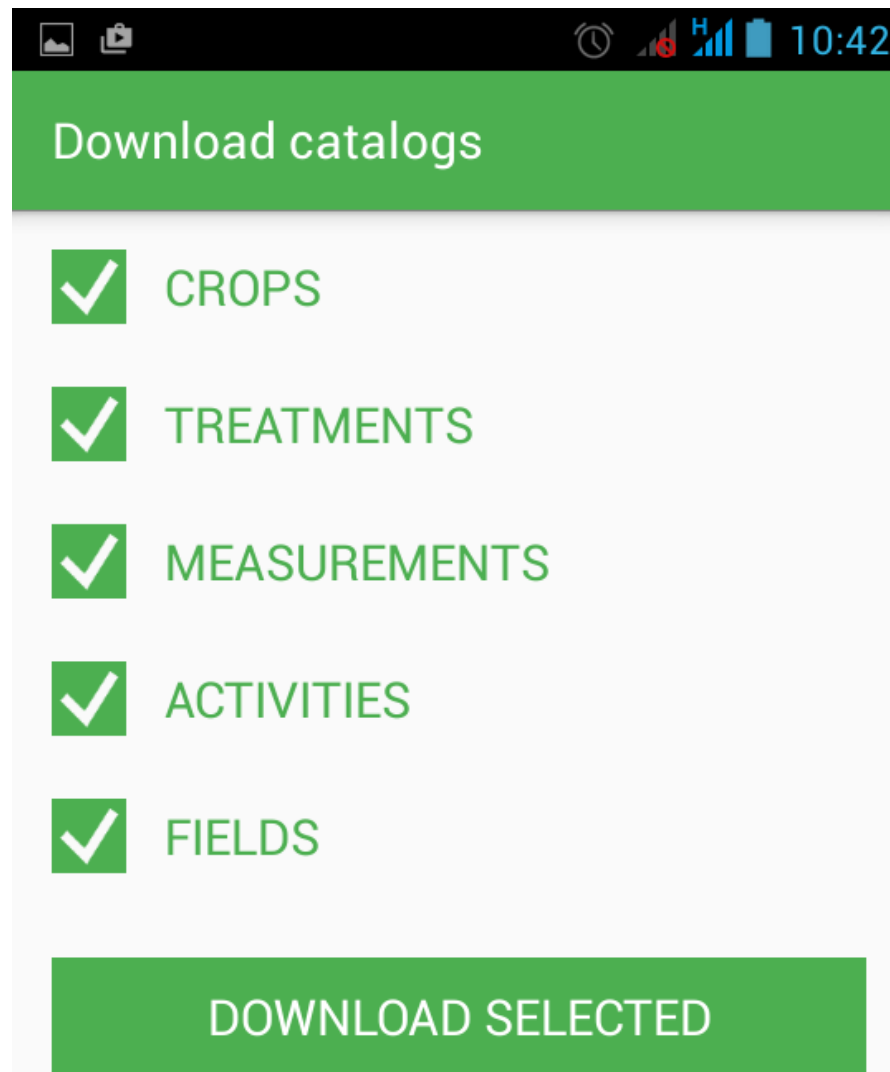 H 10:42
Download catalogs
CROPS
TREATMENTS
MEASUREMENTS
ACTIVITIES
FIELDS
DOWNLOAD SELECTED